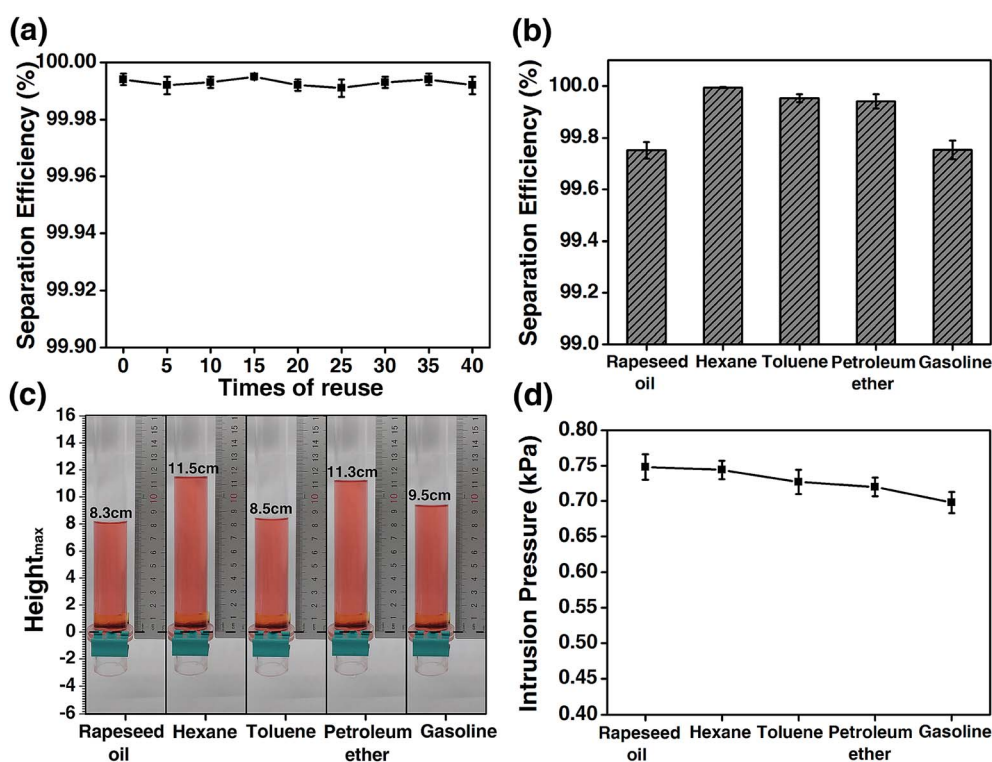 (a)
Separation Efficiency (%)
100.00
99.98
99.96
99.94
99.92
99.90
0 5 10 15 20 25 30 35 40
Times of reuse
(b)
Separation Efficiency (%)
100.0
99.8
99.6
99.4
99.2
99.0
Rapeseed oil
Hexane
Toluene
Petroleum ether
Gasoline
(c)
Heightmax
16
14
12
10
8
6
4
2
0
-2
-4
-6
8.3cm
11.5cm
8.5cm
11.3cm
9.5cm
Rapeseed oil
Hexane
Toluene
Petroleum ether
Gasoline
(d)
Intrusion Pressure (kPa)
0.80
0.75
0.70
0.65
0.60
0.55
0.50
0.45
0.40
Rapeseed oil
Hexane
Toluene
Petroleum ether
Gasoline